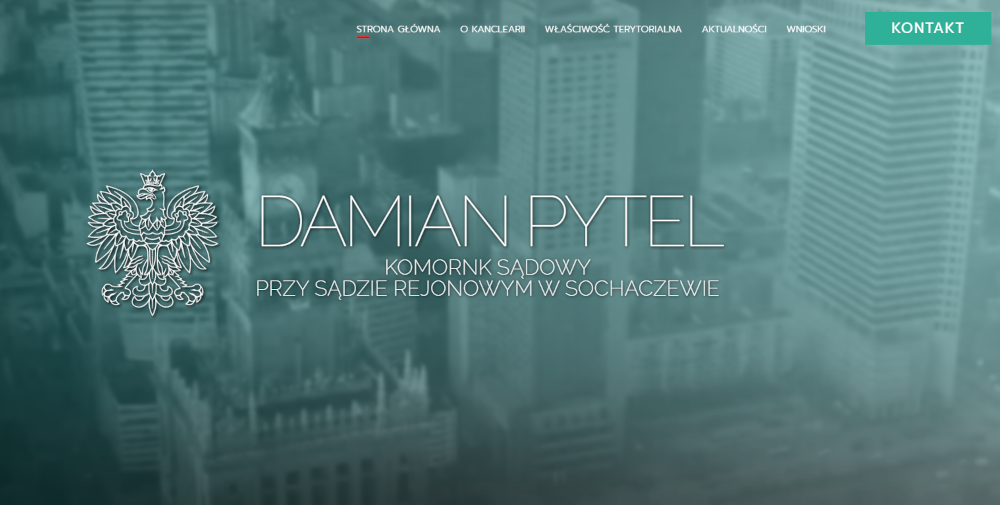 STRONA GŁÓWNA O KANCLEARII WŁAŚCIWOŚĆ TERYTORIALNA AKTUALNOŚCI WNIOSKI KONTAKT
DAMIAN PYTEL
KOMORNK SĄDOWY
PRZY SĄDZIE REJONOWYM W SOCHACZEWIE